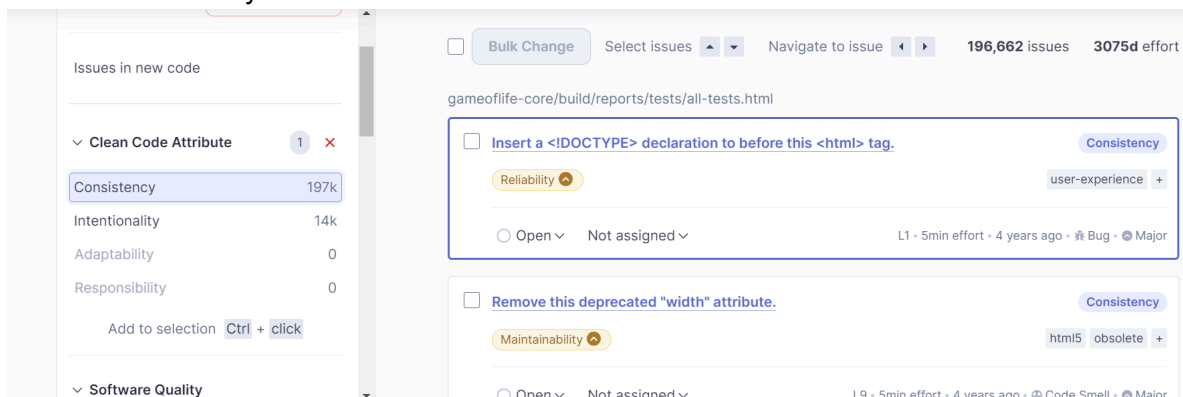 Bulk Change Select issues Navigate to issue 196,662 issues 3075d effort
Issues in new code
gameoflife-core/build/reports/tests/all-tests.html
Clean Code Attribute 1
Consistency 197k
Intentionality 14k
Adaptability 0
Responsibility 0
Add to selection Ctrl + click
Software Quality
Insert a <!DOCTYPE> declaration to before this <html> tag. Consistency
Reliability user-experience +
Open Not assigned L1 • 5min effort • 4 years ago • Bug • Major
Remove this deprecated "width" attribute. Consistency
Maintainability html5 obsolete +
Open Not assigned L9 • 5min effort • 4 years ago • Code Smell • Major